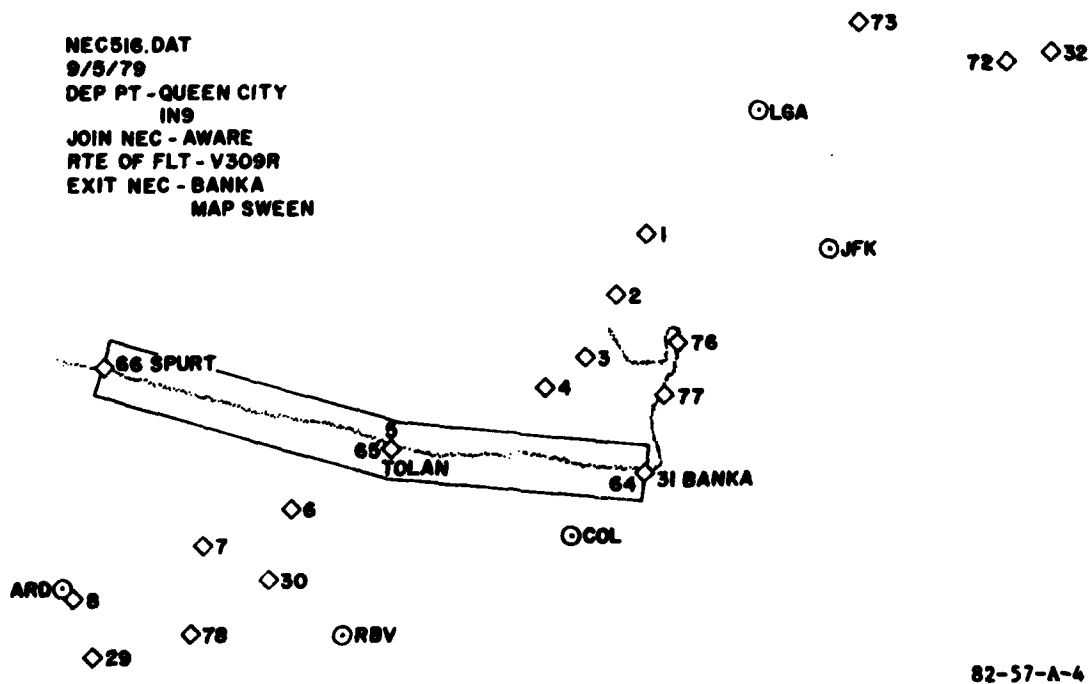 NEC516.DAT
9/5/79
DEP PT - QUEEN CITY
IN9
JOIN NEC - AWARE
RTE OF FLT - V309R
EXIT NEC - BANKA
MAP SWEEN
73
72
32
LGA
1
JFK
2
76
3
66 SPURT
4
77
5
65
TOLAN
64
31 BANKA
6
COL
7
30
ARD
8
78
RBV
29
82-57-A-4